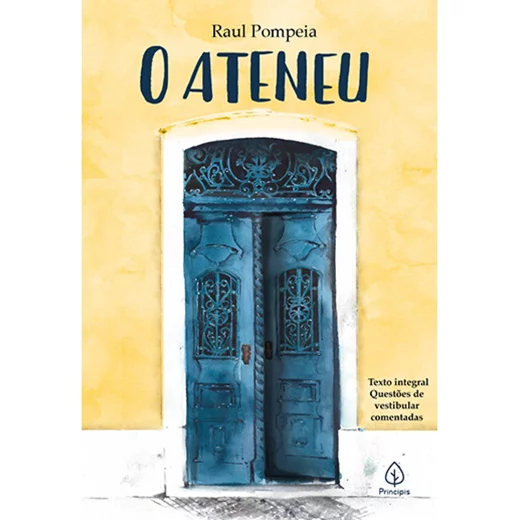 Raul Pompeia
O ATENEU
Texto integral
Questões de
vestibular
comentadas
Principis